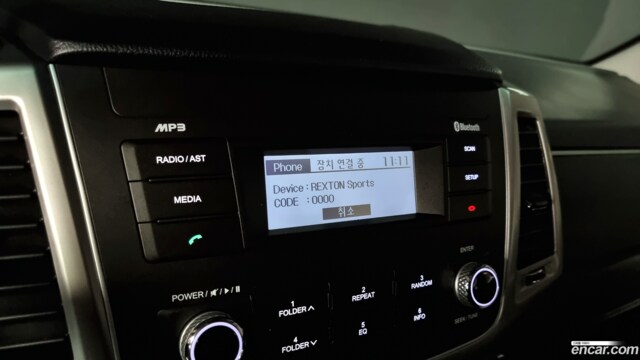 MP3
Bluetooth
RADIO / AST
MEDIA
Phone 장치 연결 중 11:11
Device : REXTON Sports
CODE : 0000
취소
SCAN
SETUP
POWER /
1
FOLDER ∧
2
REPEAT
3
RANDOM
ENTER
4
FOLDER ∨
5
EQ
6
INFO
encar.com